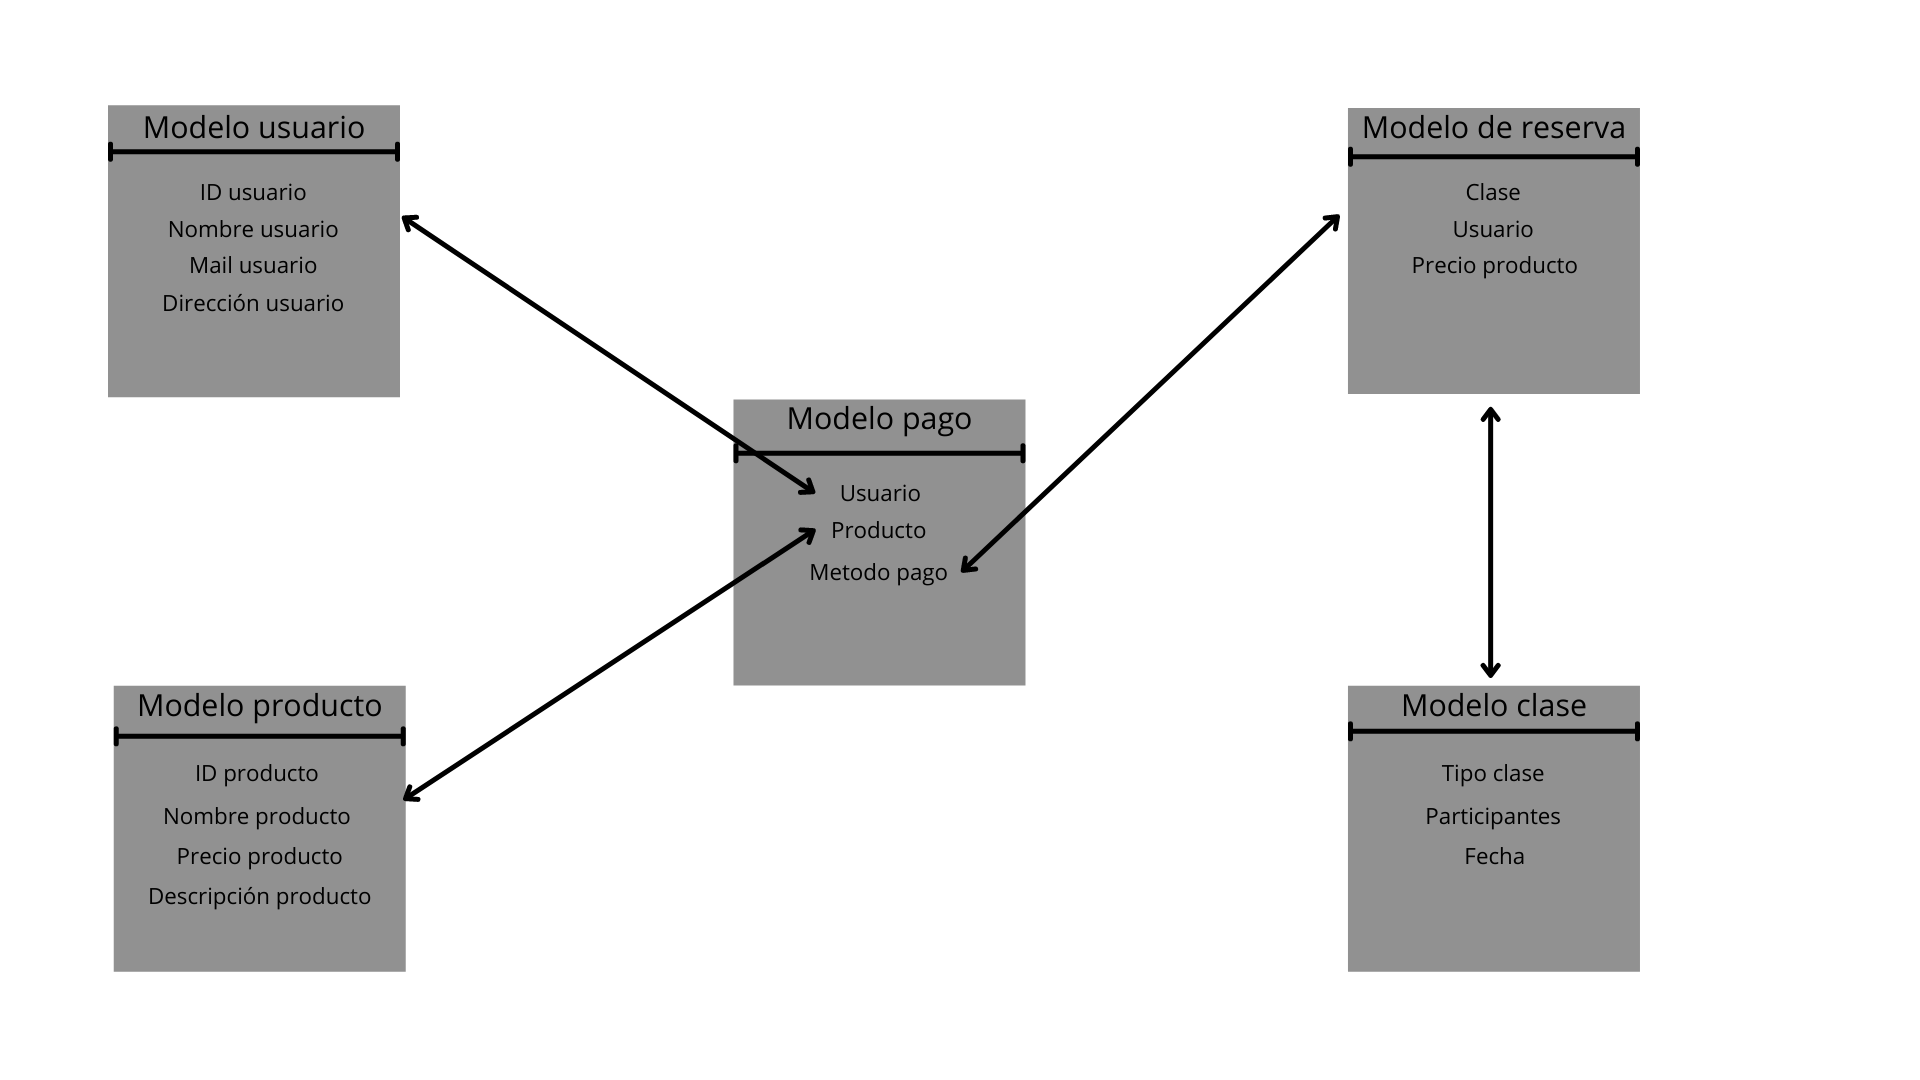 Modelo usuario
ID usuario
Nombre usuario
Mail usuario
Dirección usuario
Modelo de reserva
Clase
Usuario
Precio producto
Modelo pago
Usuario
Producto
Metodo pago
Modelo producto
ID producto
Nombre producto
Precio producto
Descripción producto
Modelo clase
Tipo clase
Participantes
Fecha